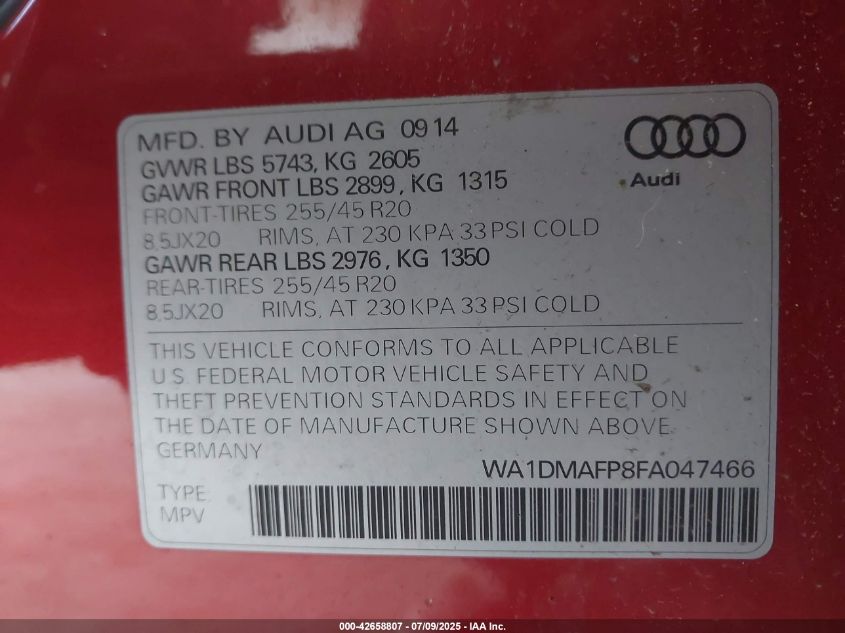 MFD. BY AUDI AG 0914
GVWR LBS 5743, KG 2605
GAWR FRONT LBS 2899, KG 1315
FRONT-TIRES 255/45 R20
8,5JX20 RIMS, AT 230 KPA 33 PSI COLD
GAWR REAR LBS 2976, KG 1350
REAR-TIRES 255/45 R20
8,5JX20 RIMS, AT 230 KPA 33 PSI COLD
Audi
THIS VEHICLE CONFORMS TO ALL APPLICABLE
U.S. FEDERAL MOTOR VEHICLE SAFETY AND
THEFT PREVENTION STANDARDS IN EFFECT ON
THE DATE OF MANUFACTURE SHOWN ABOVE.
GERMANY
WA1DMAFP8FA047466
TYPE
MPV
000-42658807 - 07/09/2025 - IAA Inc.